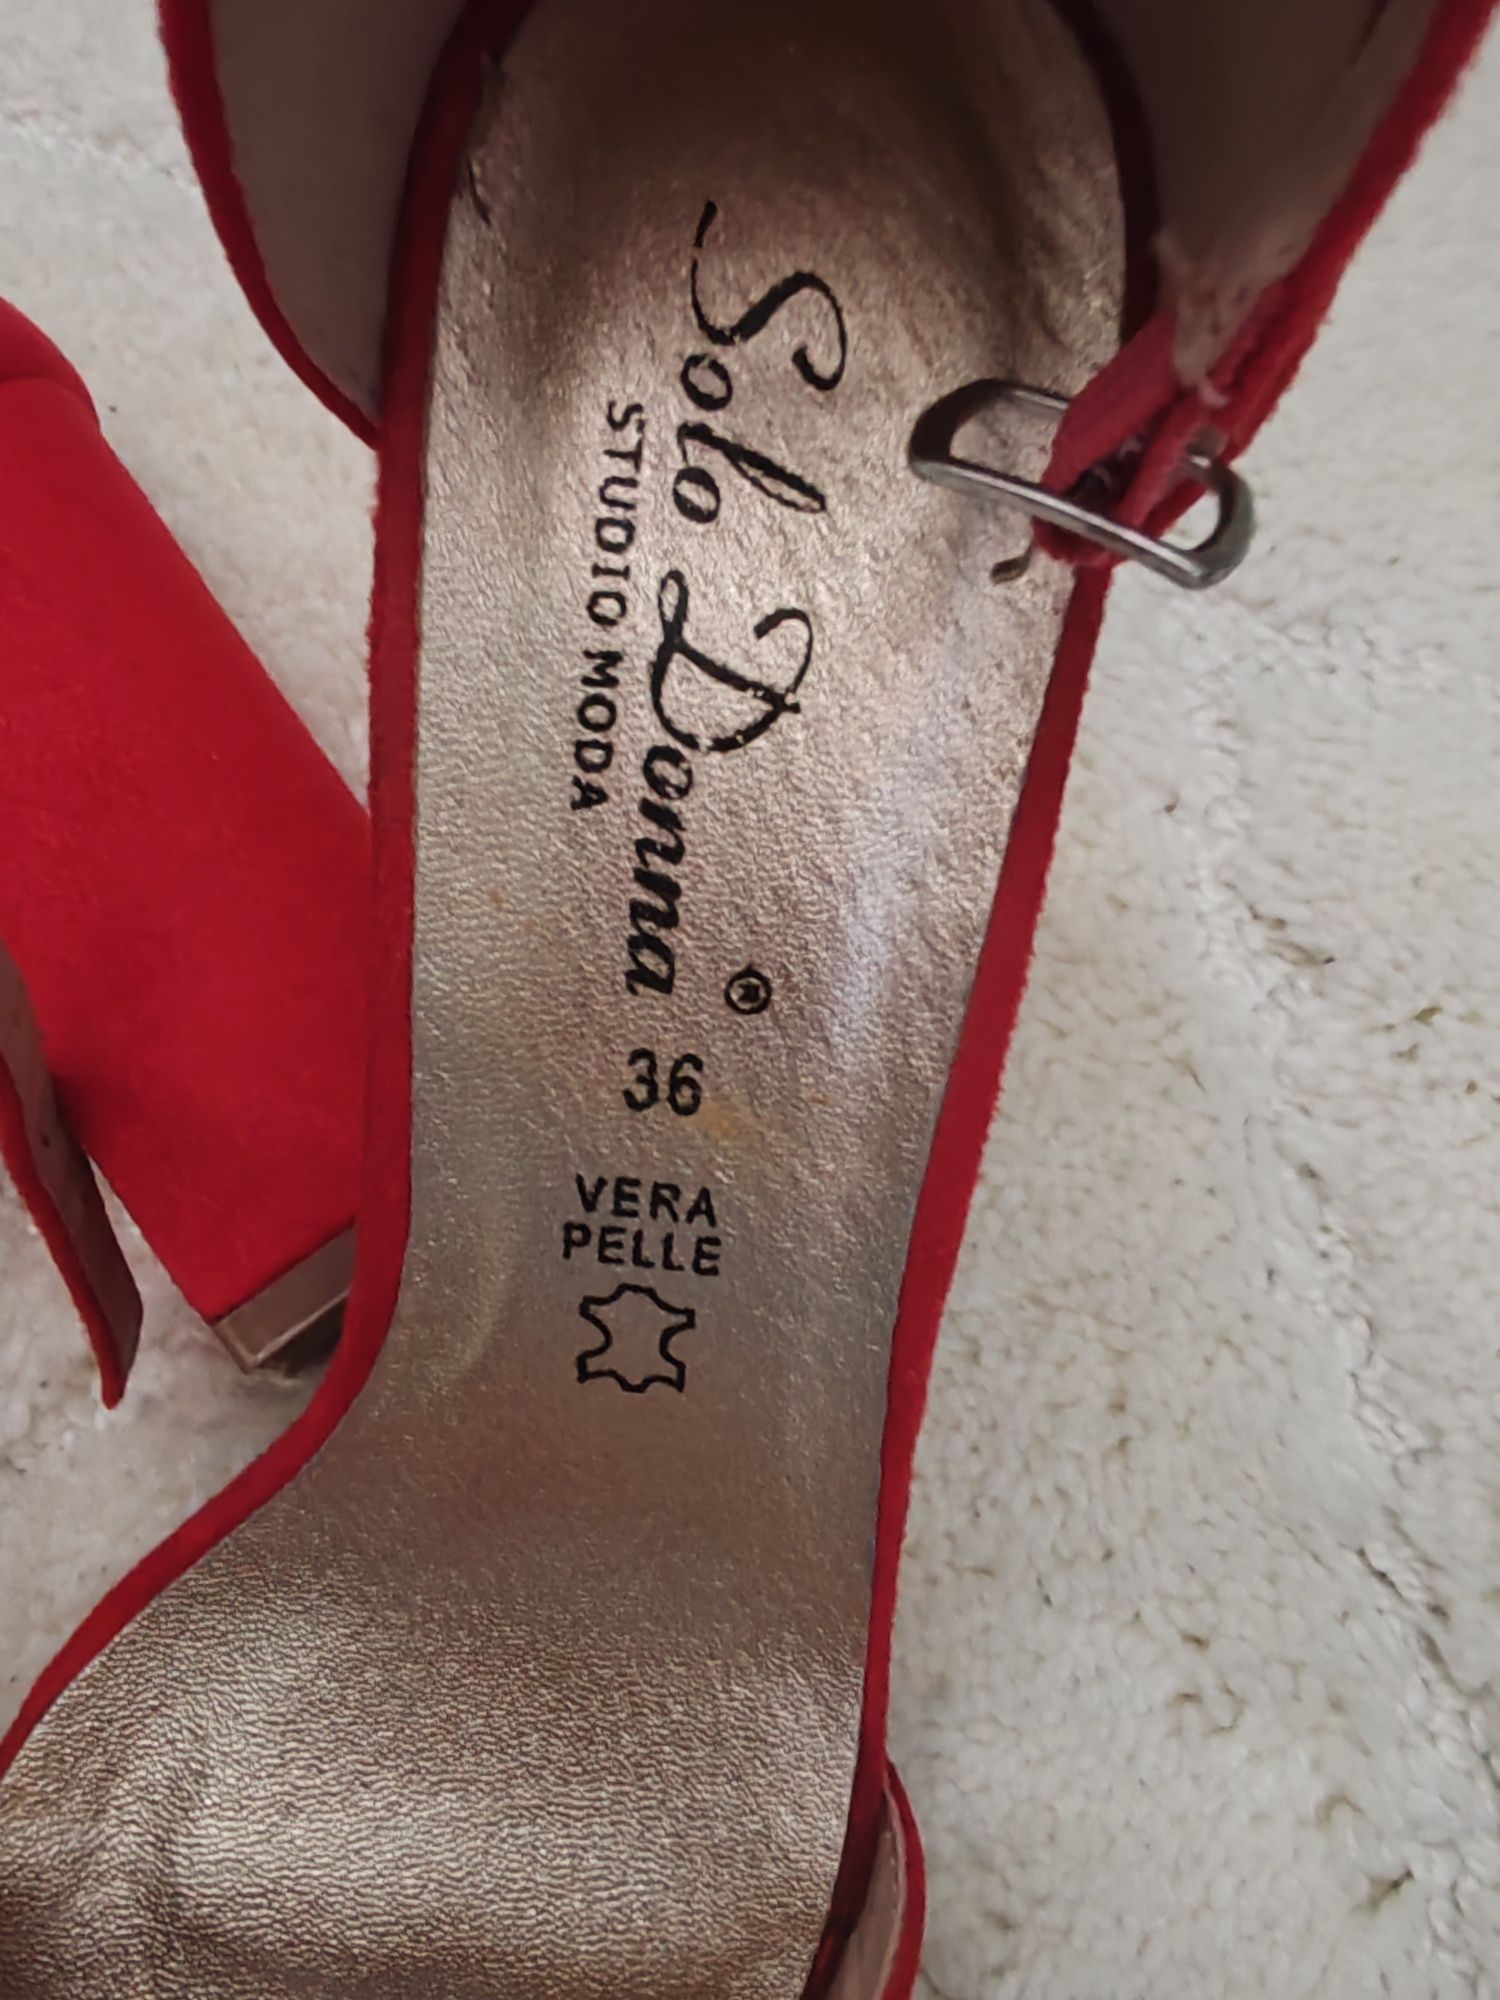 Solo Donna ®
STUDIO MODA
36
VERA
PELLE